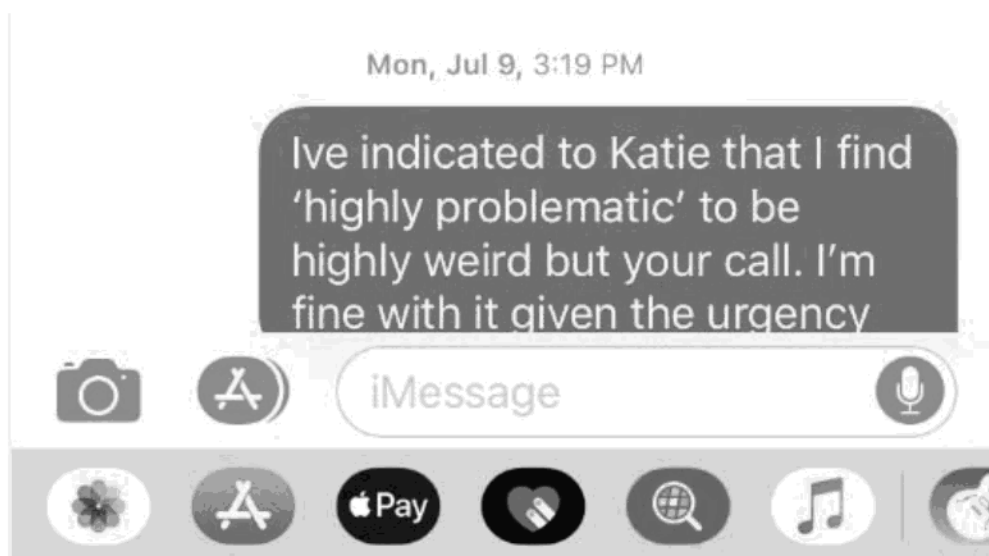 Mon, Jul 9, 3:19 PM
Ive indicated to Katie that I find
‘highly problematic’ to be
highly weird but your call. I’m
fine with it given the urgency
iMessage
Pay